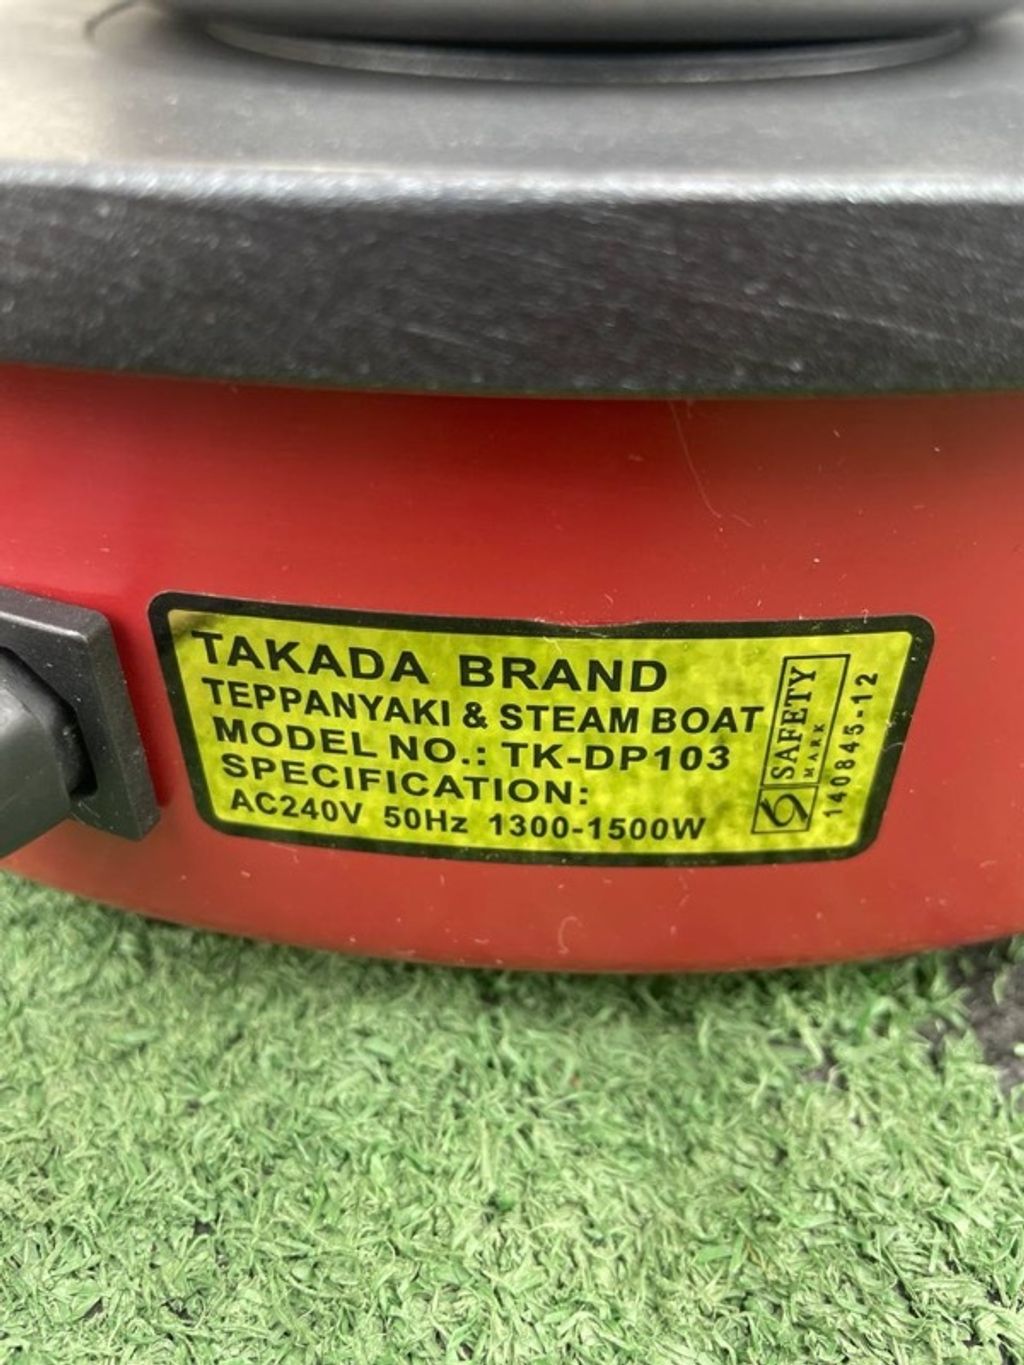 TAKADA BRAND
TEPPANYAKI & STEAM BOAT
MODEL NO.: TK-DP103
SPECIFICATION:
AC240V 50Hz 1300-1500W
SAFETY
MARK
140845-12